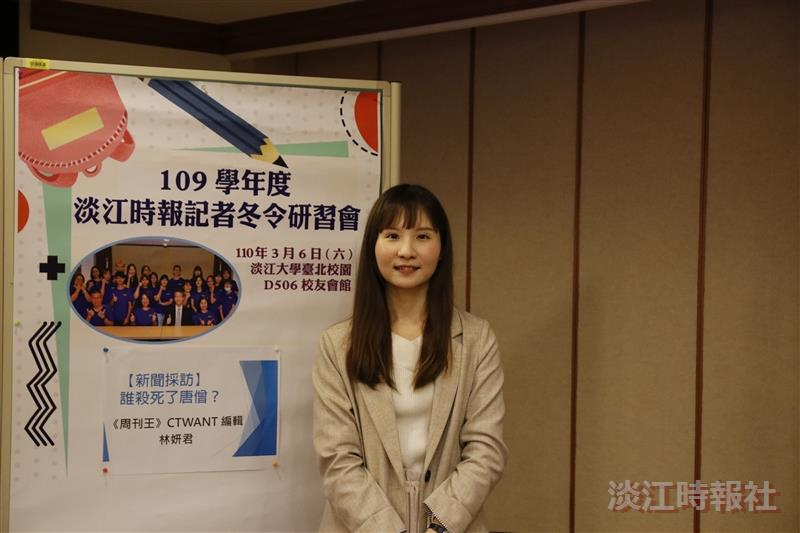 109 學年度
淡江時報記者冬令研習會
110年 3 月 6 日（六）
淡江大學臺北校園
D506 校友會館
【新聞採訪】
誰殺死了唐僧？
《周刊王》CTWANT 編輯
林妍君
淡江時報社